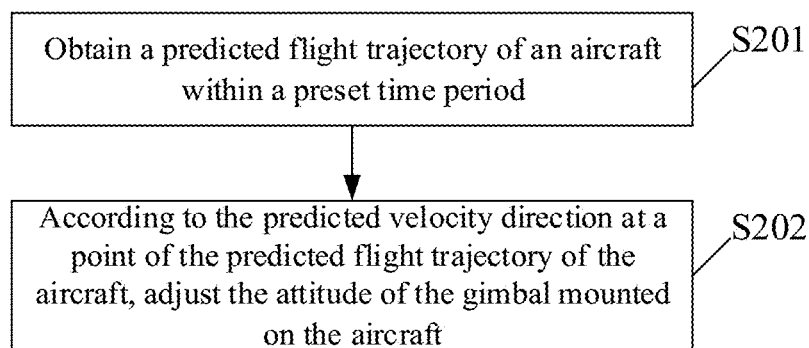 Obtain a predicted flight trajectory of an aircraft
within a preset time period
S201
According to the predicted velocity direction at a
point of the predicted flight trajectory of the
aircraft, adjust the attitude of the gimbal mounted
on the aircraft
S202